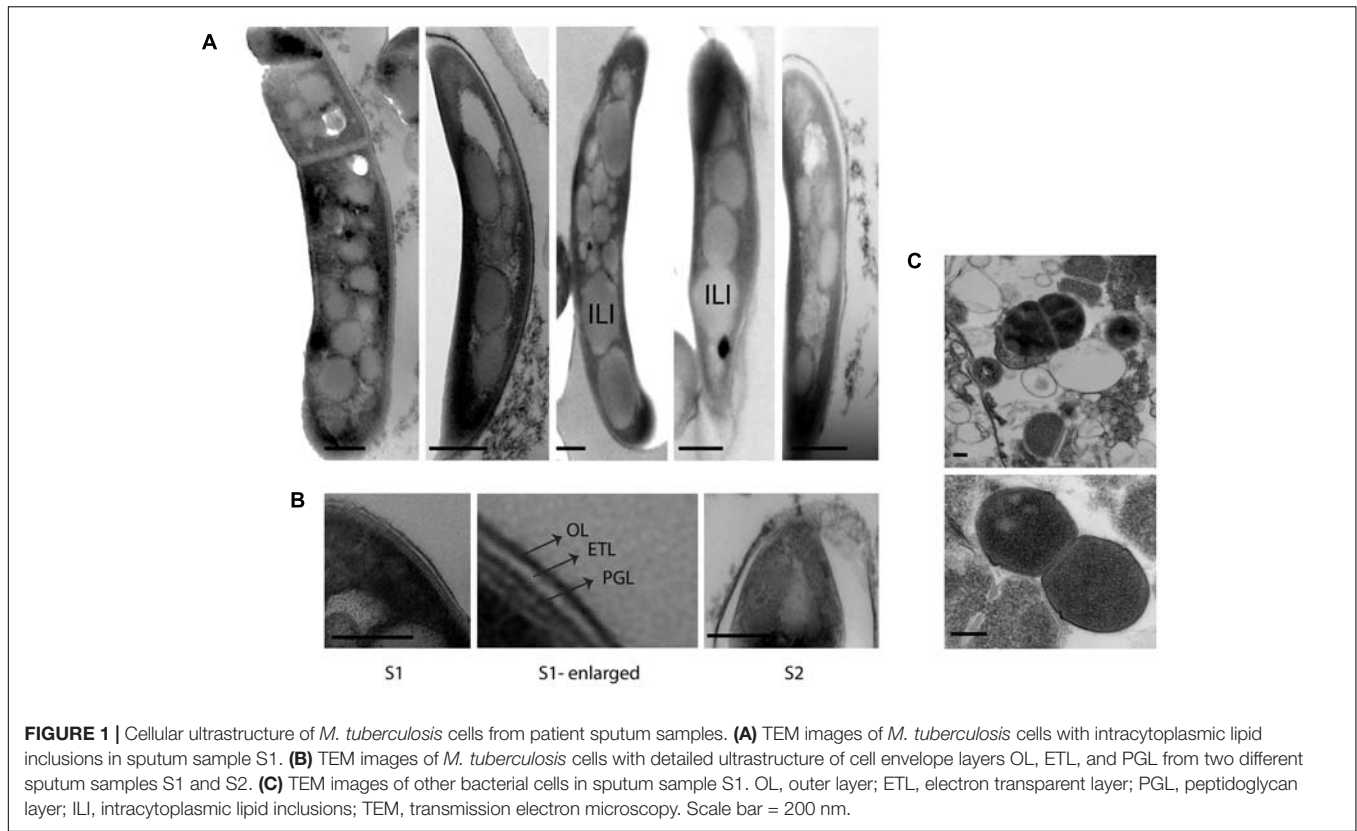 A
ILI
ILI
C
B
OL
ETL
PGL
S1
S1- enlarged
S2
FIGURE 1 | Cellular ultrastructure of M. tuberculosis cells from patient sputum samples. (A) TEM images of M. tuberculosis cells with intracytoplasmic lipid
inclusions in sputum sample S1. (B) TEM images of M. tuberculosis cells with detailed ultrastructure of cell envelope layers OL, ETL, and PGL from two different
sputum samples S1 and S2. (C) TEM images of other bacterial cells in sputum sample S1. OL, outer layer; ETL, electron transparent layer; PGL, peptidoglycan
layer; ILI, intracytoplasmic lipid inclusions; TEM, transmission electron microscopy. Scale bar = 200 nm.